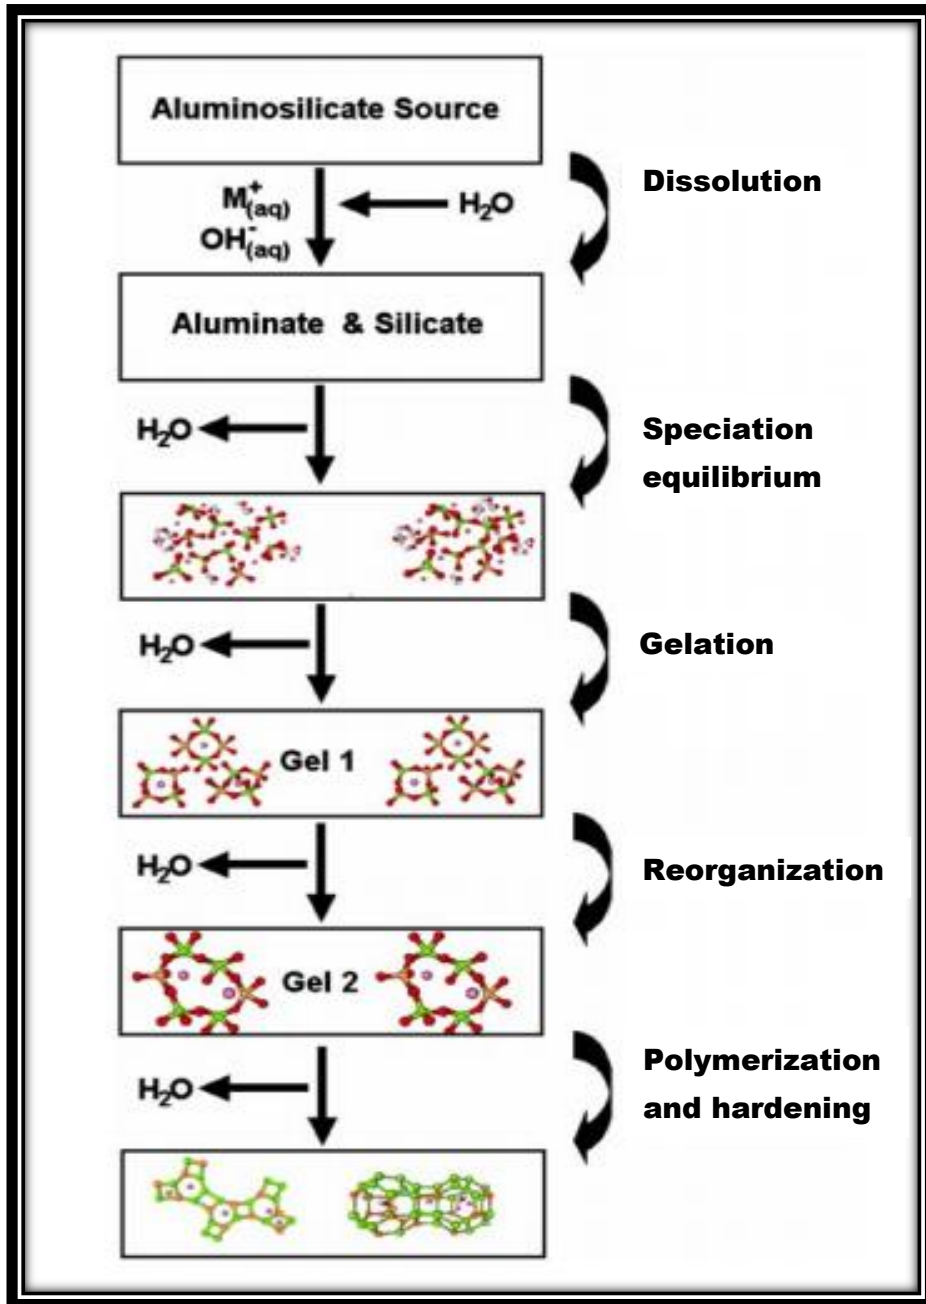 Aluminosilicate Source
Dissolution
M⁺(aq)
H₂O
OH⁻(aq)
Aluminate & Silicate
H₂O
Speciation
equilibrium
H₂O
Gelation
Gel 1
H₂O
Reorganization
Gel 2
H₂O
Polymerization
and hardening